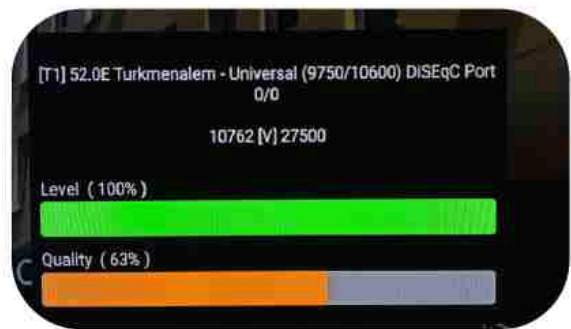 [T1] 52.0E Turkmenalem - Universal (9750/10600) DiSEqC Port
0/0
10762 [V] 27500
Level ( 100% )
Quality ( 63% )
C